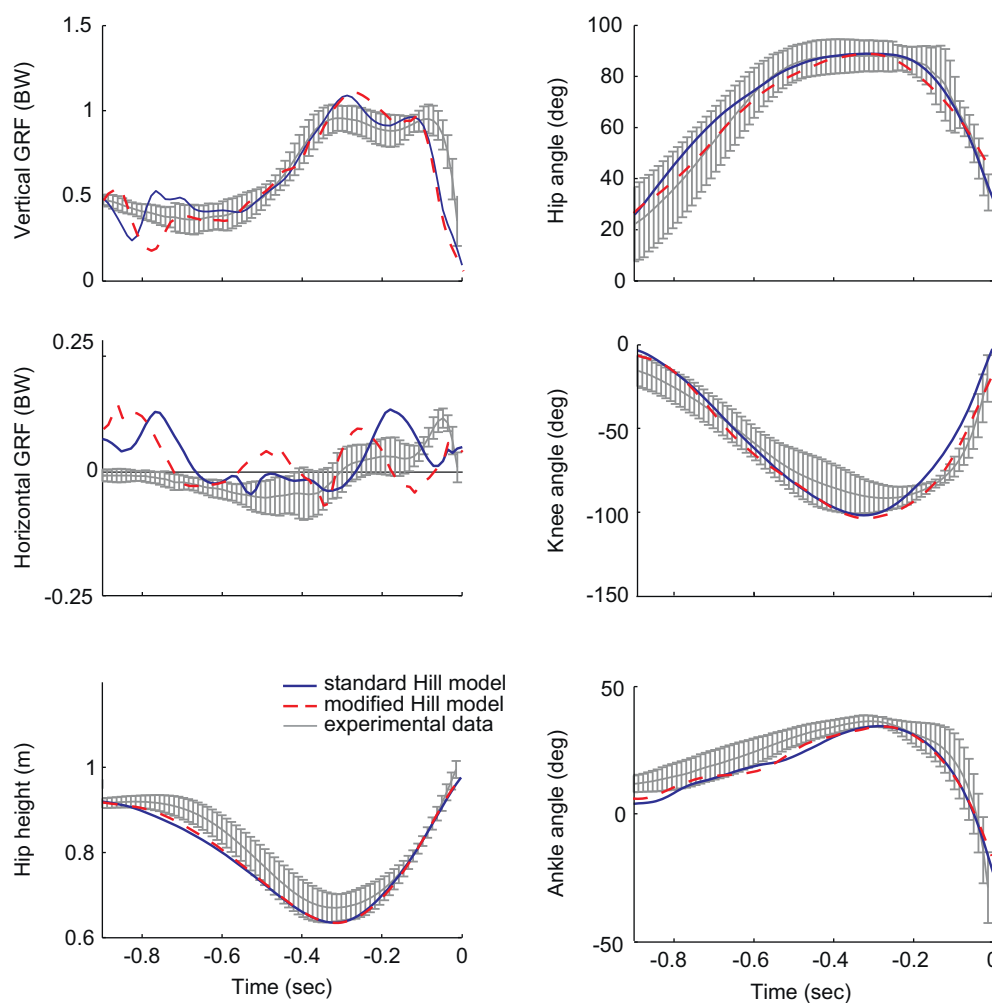 Vertical GRF (BW)
1.5
1
0.5
0
Hip angle (deg)
100
80
60
40
20
0
Horizontal GRF (BW)
0.25
0
-0.25
Knee angle (deg)
0
-50
-100
-150
Hip height (m)
1
0.8
0.6
standard Hill model
modified Hill model
experimental data
-0.8 -0.6 -0.4 -0.2 0
Time (sec)
Ankle angle (deg)
50
0
-50
-0.8 -0.6 -0.4 -0.2 0
Time (sec)